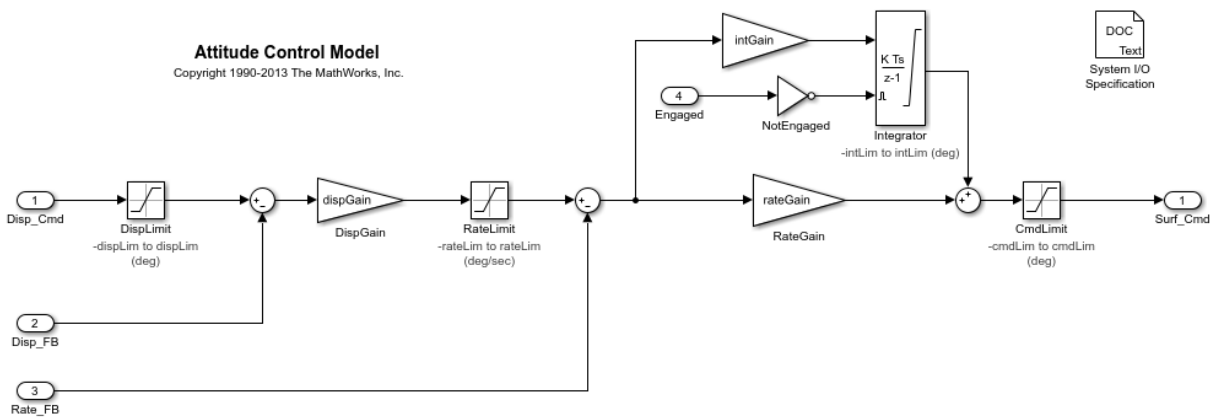 Attitude Control Model
Copyright 1990-2013 The MathWorks, Inc.
intGain
K Ts
z-1
DOC
Text
System I/O
Specification
4
Engaged
NotEngaged
Integrator
-intLim to intLim (deg)
1
Disp_Cmd
DispLimit
-dispLim to dispLim
(deg)
+
-
dispGain
DispGain
RateLimit
-rateLim to rateLim
(deg/sec)
+
-
rateGain
RateGain
+
+
CmdLimit
-cmdLim to cmdLim
(deg)
1
Surf_Cmd
2
Disp_FB
3
Rate_FB